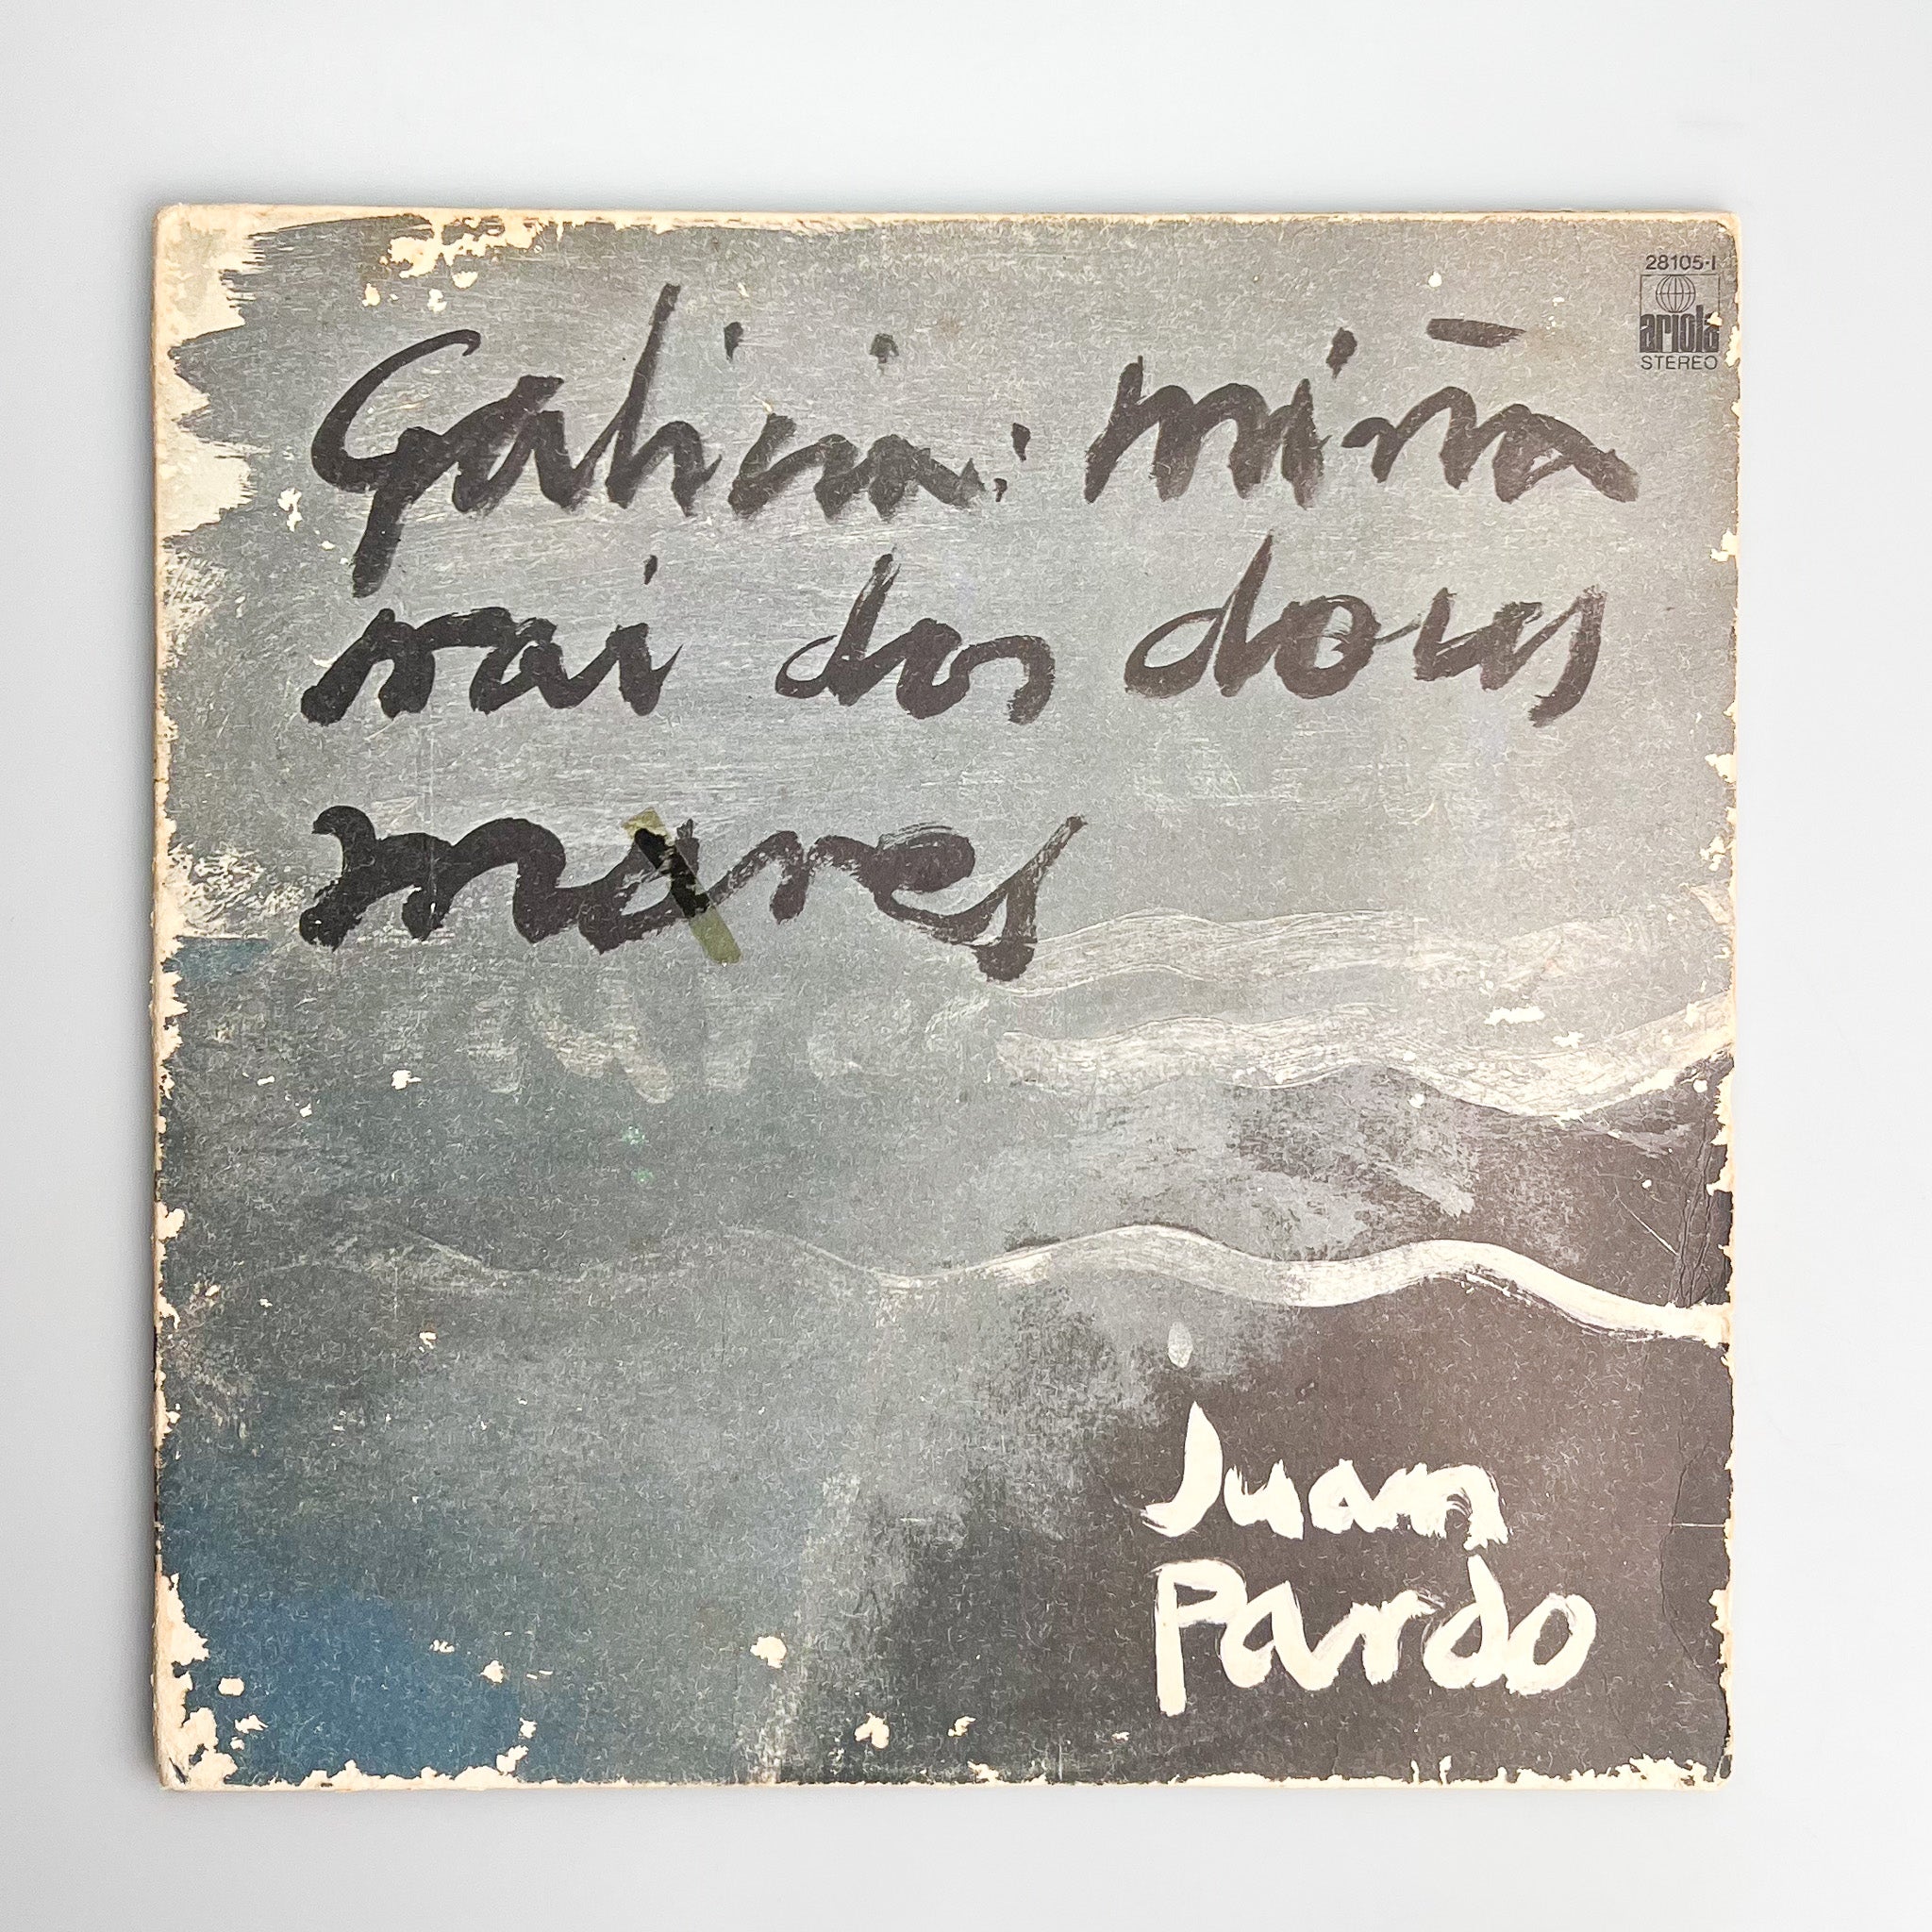 28105-I
ariola
STEREO
Galicia: miña
nai dos dous
mares
Juan
Pardo